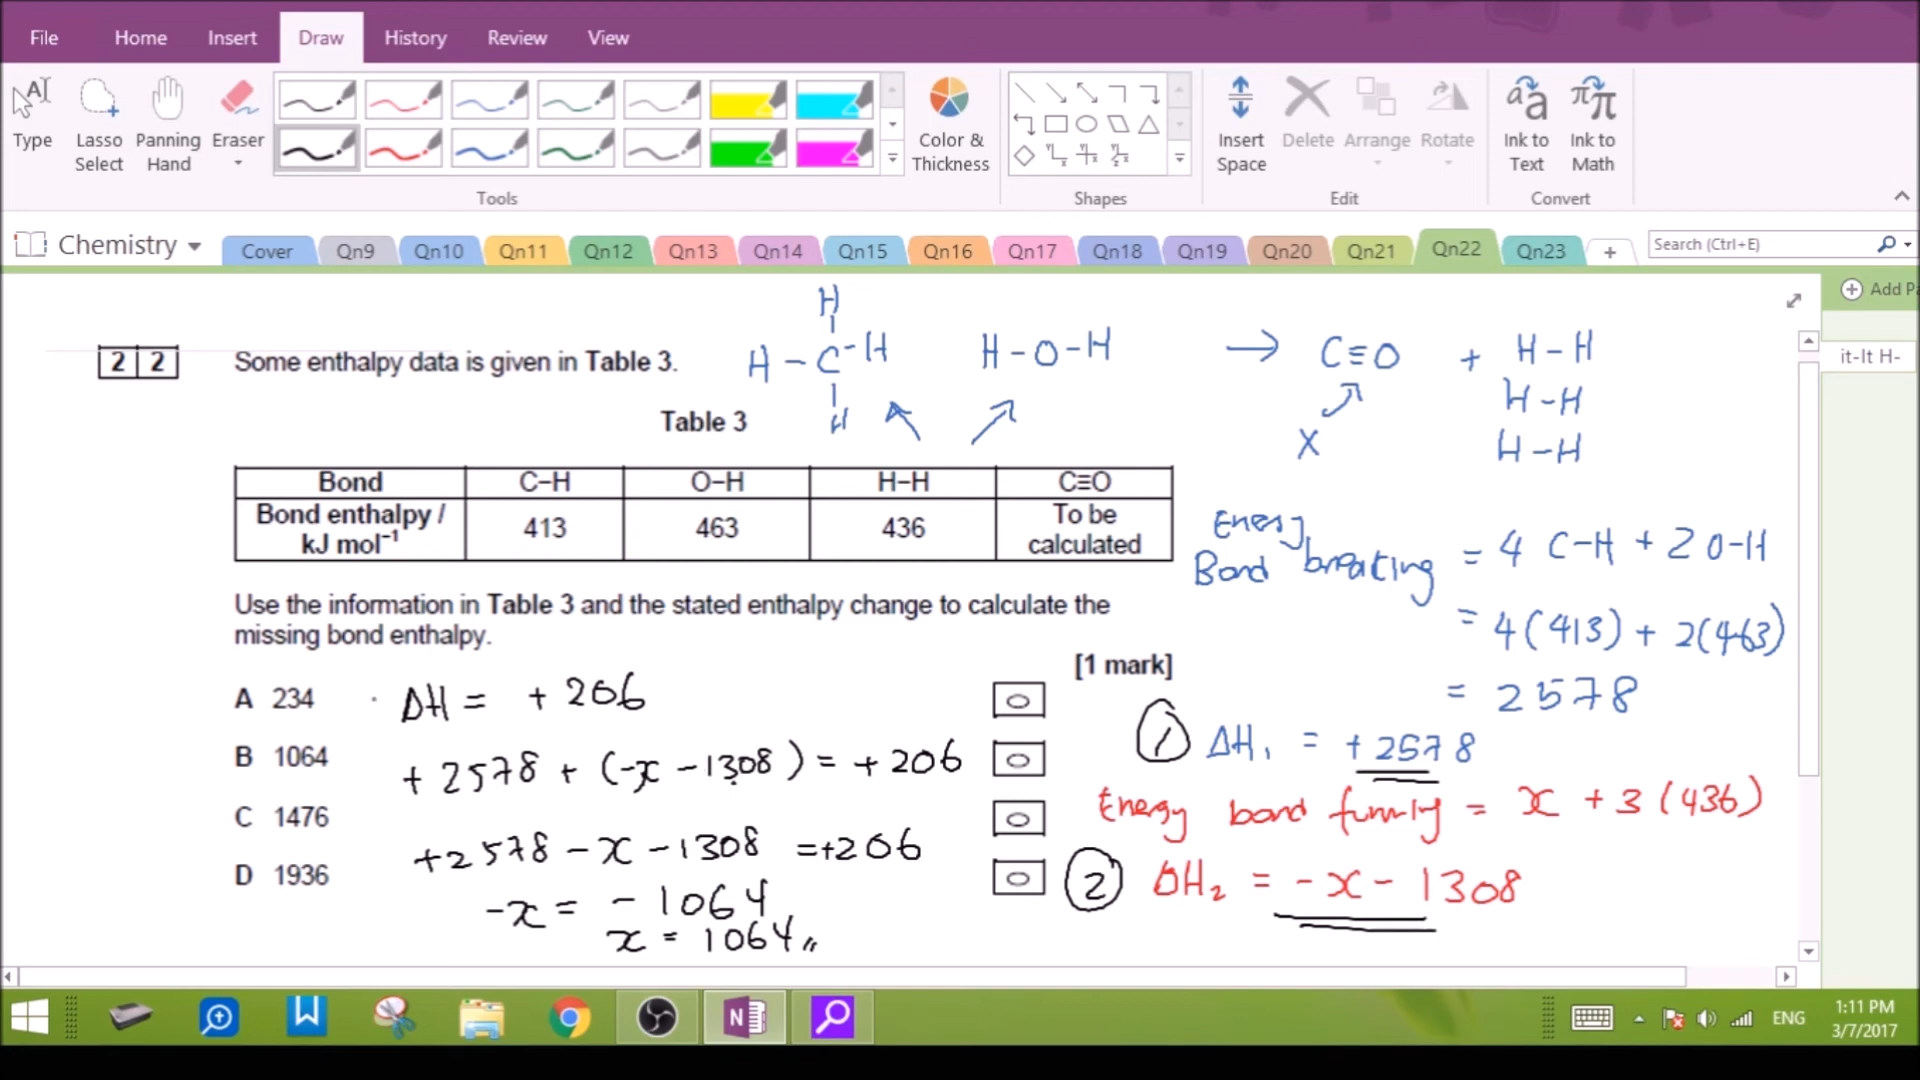 File Home Insert Draw History Review View
Type
Lasso Select
Panning Hand
Eraser
Color & Thickness
Insert Space
Delete
Arrange
Rotate
Ink to Text
Ink to Math
Tools
Shapes
Edit
Convert
Chemistry
Cover Qn9 Qn10 Qn11 Qn12 Qn13 Qn14 Qn15 Qn16 Qn17 Qn18 Qn19 Qn20 Qn21 Qn22 Qn23 +
Search (Ctrl+E)
Add Pa
it-It H-
2 2 Some enthalpy data is given in Table 3.
H
H - C - H H - O - H → C≡O + H - H
H
X
H - H
H - H
Table 3
Bond C–H O–H H–H C≡O
Bond enthalpy / kJ mol⁻¹ 413 463 436 To be calculated
Energy
Bond breaking = 4 C-H + 2 O-H
= 4(413) + 2(463)
= 2578
Use the information in Table 3 and the stated enthalpy change to calculate the
missing bond enthalpy.
[1 mark]
A 234
B 1064
C 1476
D 1936
ΔH = + 206
+ 2578 + (-x - 1308) = + 206
+2578 - x - 1308 = +206
-x = - 1064
x = 1064 "
1 ΔH₁ = + 2578
Energy bond = x + 3 (436)
2 ΔH₂ = - x - 1308
ENG
1:11 PM
3/7/2017